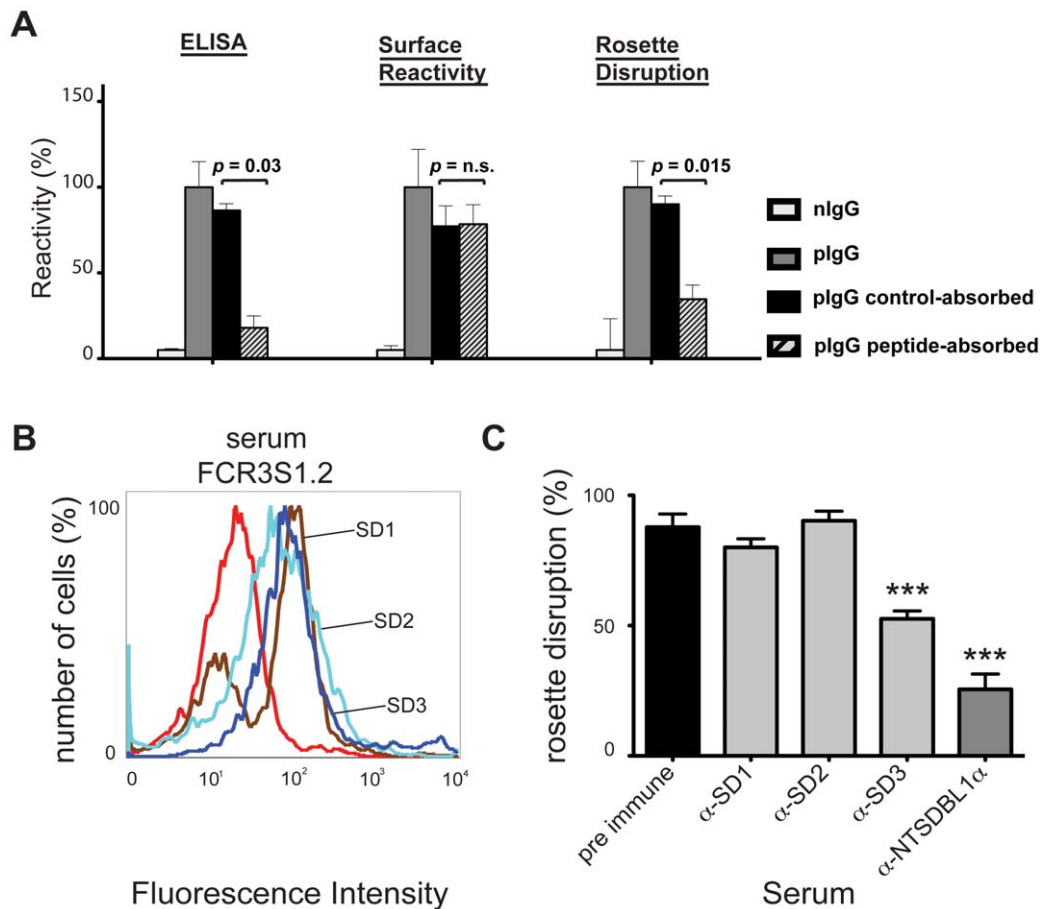 A
ELISA
Surface
Reactivity
Rosette
Disruption
Reactivity (%)
150
100
50
0
p = 0.03
p = n.s.
p = 0.015
nIgG
pIgG
pIgG control-absorbed
pIgG peptide-absorbed
B
serum
FCR3S1.2
number of cells (%)
100
0
SD1
SD2
SD3
0
10¹
10²
10³
10⁴
Fluorescence Intensity
C
rosette disruption (%)
100
50
0
***
***
pre immune
α-SD1
α-SD2
α-SD3
α-NTSDBL1α
Serum